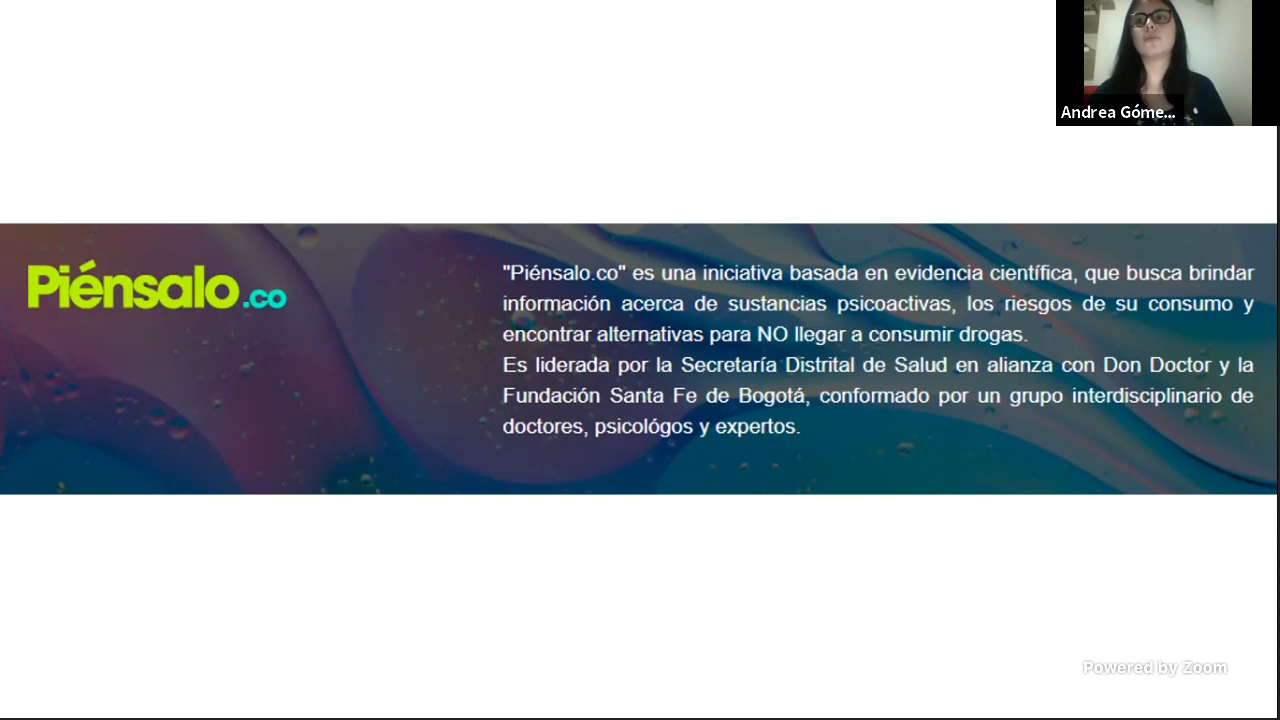 Andrea Góme...
Piénsalo.co
"Piénsalo.co" es una iniciativa basada en evidencia científica, que busca brindar
información acerca de sustancias psicoactivas, los riesgos de su consumo y
encontrar alternativas para NO llegar a consumir drogas.
Es liderada por la Secretaría Distrital de Salud en alianza con Don Doctor y la
Fundación Santa Fe de Bogotá, conformado por un grupo interdisciplinario de
doctores, psicológos y expertos.
Powered by Zoom